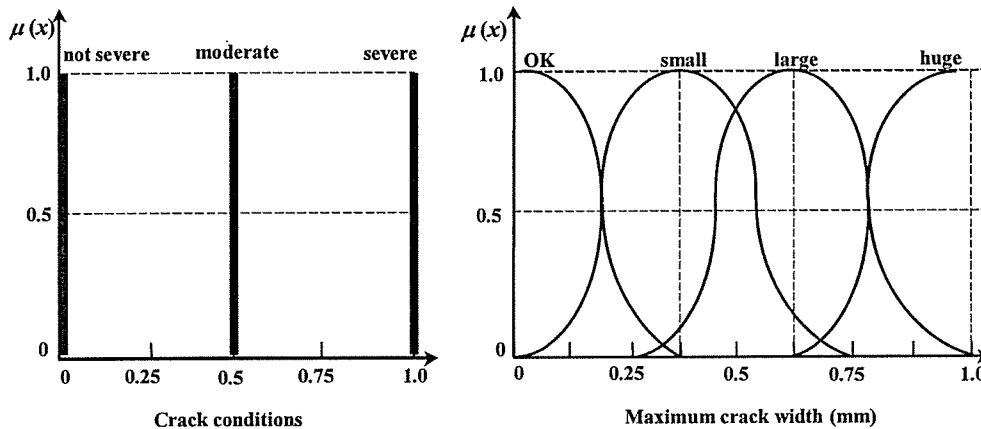 μ(x)
not severe moderate severe
1.0
0.5
0
0 0.25 0.5 0.75 1.0
Crack conditions
μ(x)
OK small large huge
1.0
0.5
0
0 0.25 0.5 0.75 1.0
Maximum crack width (mm)